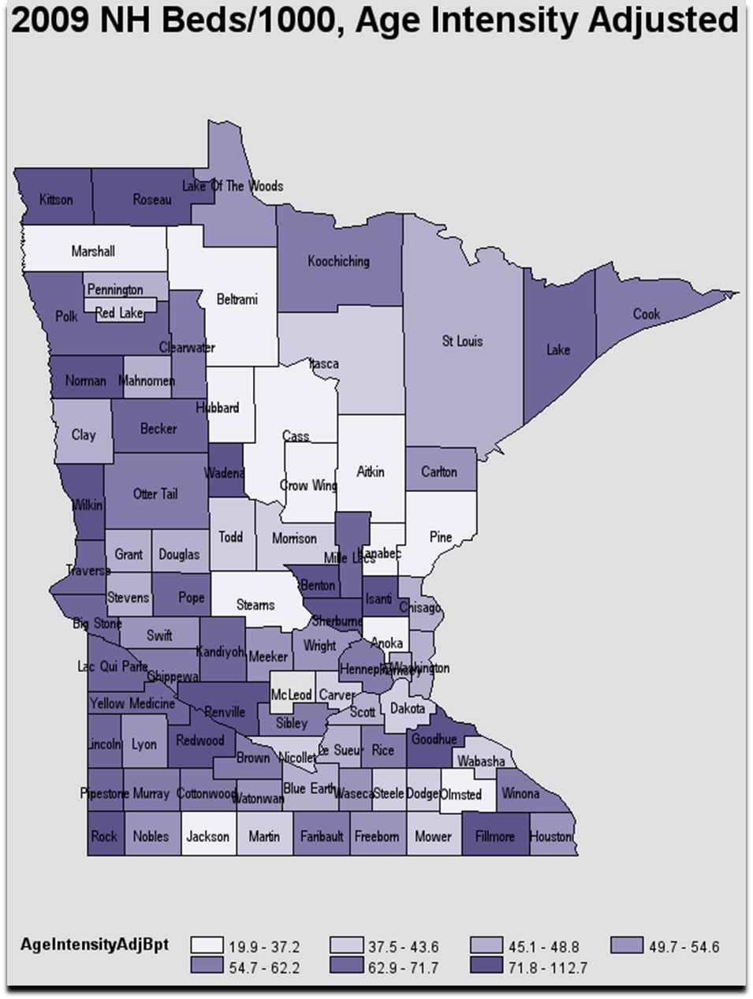 2009 NH Beds/1000, Age Intensity Adjusted
Lake Of The Woods
Kittson
Roseau
Marshall
Koochiching
Pennington
Beltrami
Red Lake
Polk
Cook
Clearwater
St Louis
Lake
Itasca
Norman
Mahnomen
Hubbard
Becker
Clay
Cass
Wadena
Aitkin
Carlton
Crow Wing
Otter Tail
Wilkin
Todd
Morrison
Pine
Grant
Douglas
Kanabec
Mille Lacs
Traverse
Benton
Stevens
Pope
Isanti
Stearns
Chisago
Big Stone
Sherburne
Swift
Anoka
Wright
Kandiyohi
Meeker
Lac Qui Parle
Hennepin
Ramsey
Washington
Chippewa
McLeod
Carver
Yellow Medicine
Renville
Scott
Dakota
Sibley
Lincoln
Lyon
Redwood
Goodhue
Le Sueur
Rice
Brown
Nicollet
Wabasha
Blue Earth
Pipestone
Murray
Cottonwood
Watonwan
Waseca
Steele
Dodge
Olmsted
Winona
Rock
Nobles
Jackson
Martin
Faribault
Freeborn
Mower
Fillmore
Houston
AgeIntensityAdjBpt
19.9 - 37.2
37.5 - 43.6
45.1 - 48.8
49.7 - 54.6
54.7 - 62.2
62.9 - 71.7
71.8 - 112.7